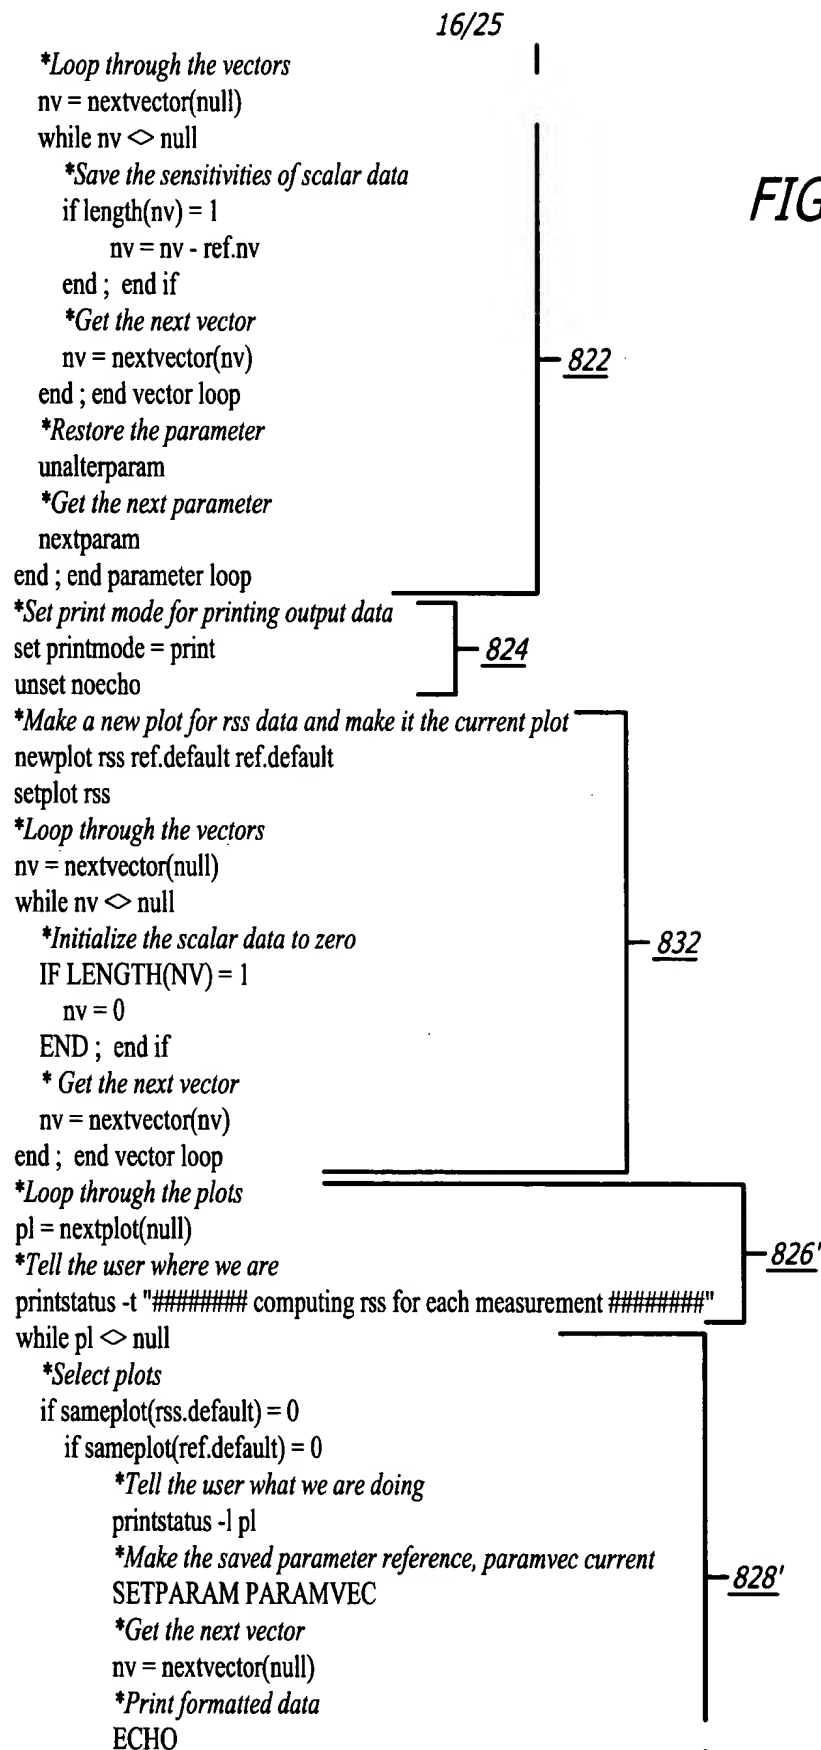 16/25
*Loop through the vectors
nv = nextvector(null)
while nv <> null
FIG
*Save the sensitivities of scalar data
if length(nv) = 1
nv = nv - ref.nv
end ; end if
*Get the next vector
nv = nextvector(nv)
822
end ; end vector loop
*Restore the parameter
unalterparam
*Get the next parameter
nextparam
end ; end parameter loop
*Set print mode for printing output data
set printmode = print
824
unset noecho
*Make a new plot for rss data and make it the current plot
newplot rss ref.default ref.default
setplot rss
*Loop through the vectors
nv = nextvector(null)
while nv <> null
*Initialize the scalar data to zero
832
IF LENGTH(NV) = 1
nv = 0
END ; end if
* Get the next vector
nv = nextvector(nv)
end ; end vector loop
*Loop through the plots
pl = nextplot(null)
*Tell the user where we are
826'
printstatus -t "######## computing rss for each measurement ########"
while pl <> null
*Select plots
if sameplot(rss.default) = 0
if sameplot(ref.default) = 0
*Tell the user what we are doing
printstatus -l pl
*Make the saved parameter reference, paramvec current
828'
SETPARAM PARAMVEC
*Get the next vector
nv = nextvector(null)
*Print formatted data
ECHO